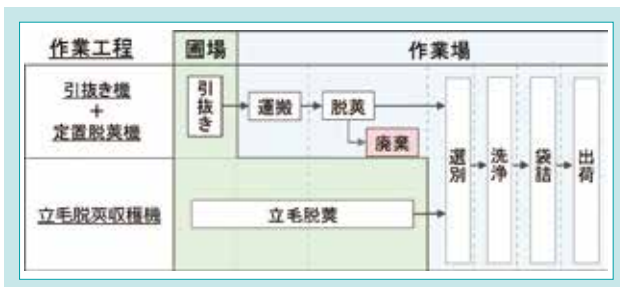 作業工程
圃場
作業場
引抜き機
+
定置脱莢機
引抜き
運搬
脱莢
廃棄
選別
洗浄
袋詰
出荷
立毛脱莢収穫機
立毛脱莢